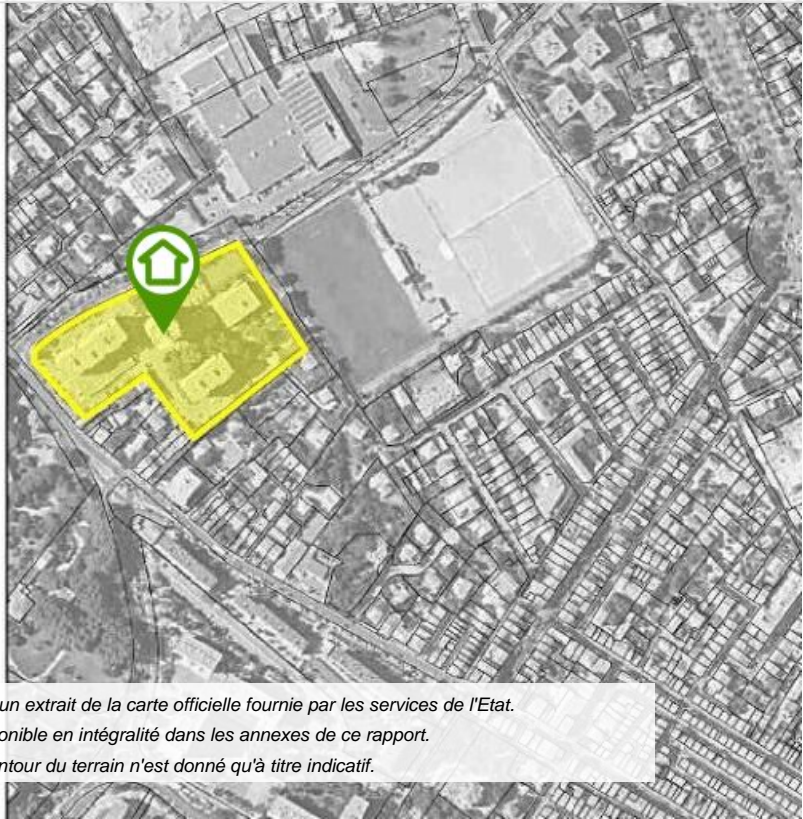 un extrait de la carte officielle fournie par les services de l'Etat.
onible en intégralité dans les annexes de ce rapport.
ntour du terrain n'est donné qu'à titre indicatif.